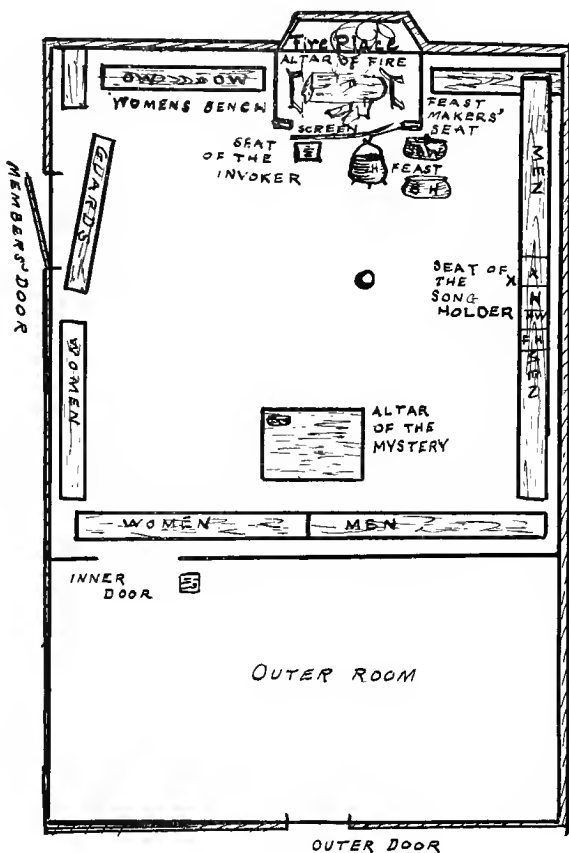 Fire Place
ALTAR OF FIRE
WOMENS BENCH
SCREEN
FEAST
MAKERS'
SEAT
SEAT
OF THE
INVOKER
H
FEAST
B H
GUARDS
MEMBERS' DOOR
MEN
SEAT OF X
THE
SONG
HOLDER
F H
MEN
WOMEN
ALTAR
OF THE
MYSTERY
WOMEN
MEN
INNER
DOOR
OUTER ROOM
OUTER DOOR